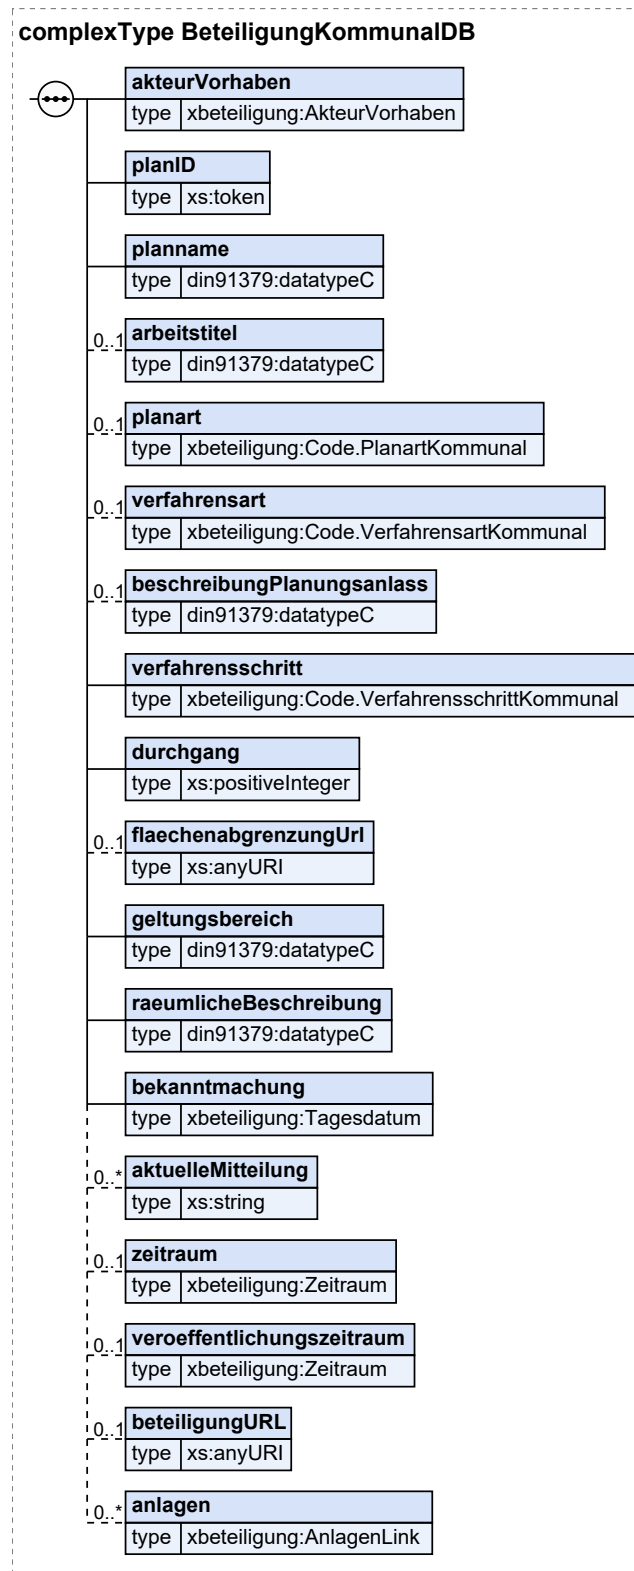 complexType BeteiligungKommunalDB
akteurVorhaben
type xbeteiligung:AkteurVorhaben
planID
type xs:token
planname
type din91379:datatypeC
0..1 arbeitstitel
type din91379:datatypeC
0..1 planart
type xbeteiligung:Code.PlanartKommunal
0..1 verfahrensart
type xbeteiligung:Code.VerfahrensartKommunal
0..1 beschreibungPlanungsanlass
type din91379:datatypeC
verfahrensschritt
type xbeteiligung:Code.VerfahrensschrittKommunal
durchgang
type xs:positiveInteger
0..1 flaechenabgrenzungUrl
type xs:anyURI
geltungsbereich
type din91379:datatypeC
raeumlicheBeschreibung
type din91379:datatypeC
bekanntmachung
type xbeteiligung:Tagesdatum
0..* aktuelleMitteilung
type xs:string
0..1 zeitraum
type xbeteiligung:Zeitraum
0..1 veroeffentlichungszeitraum
type xbeteiligung:Zeitraum
0..1 beteiligungURL
type xs:anyURI
0..* anlagen
type xbeteiligung:AnlagenLink